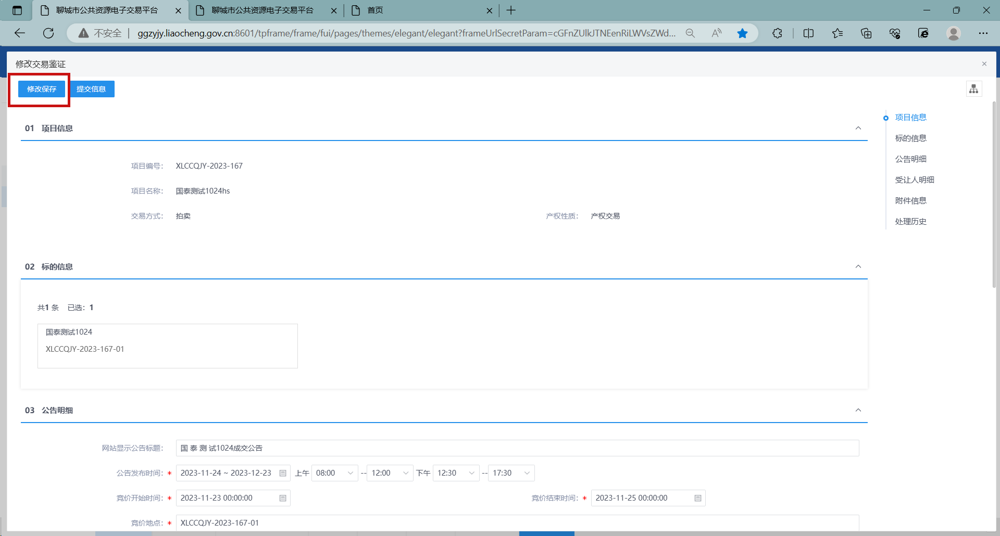 聊城市公共资源电子交易平台
聊城市公共资源电子交易平台
首页
不安全
ggzyjy.liaocheng.gov.cn:8601/tpframe/frame/fui/pages/themes/elegant/elegant?frameUrlSecretParam=cGFnZUlkJTNEenRiLWVsZWd...
修改交易鉴证
修改保存
提交信息
01 项目信息
项目编号： XLCCQJY-2023-167
项目名称： 国泰测试1024hs
交易方式： 拍卖
产权性质： 产权交易
02 标的信息
共1 条 已选：1
国泰测试1024
XLCCQJY-2023-167-01
03 公告明细
网站显示公告标题： 国 泰 测 试1024成交公告
公告发布时间：* 2023-11-24 ~ 2023-12-23 上午 08:00 -- 12:00 下午 12:30 -- 17:30
竞价开始时间：* 2023-11-23 00:00:00
竞价结束时间：* 2023-11-25 00:00:00
竞价地点：* XLCCQJY-2023-167-01
项目信息
标的信息
公告明细
受让人明细
附件信息
处理历史